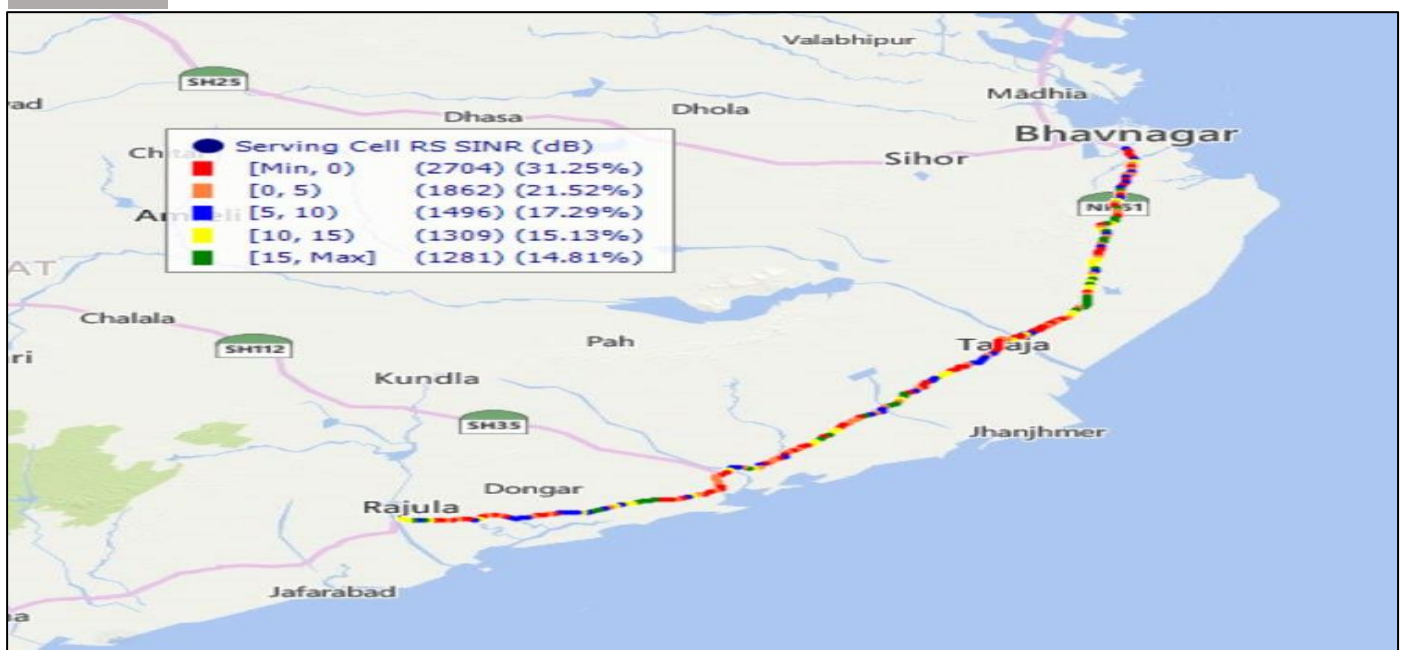 Valabhipur
SH25
ad
Mādhia
Dhola
Dhasa
Bhavnagar
Sihor
Serving Cell RS SINR (dB)
[Min, 0) (2704) (31.25%)
[0, 5) (1862) (21.52%)
[5, 10) (1496) (17.29%)
[10, 15) (1309) (15.13%)
[15, Max] (1281) (14.81%)
AT
Chalala
SH112
ri
Pah
Kundla
SH35
Jhanjhmer
Dongar
Rajula
Jafarabad